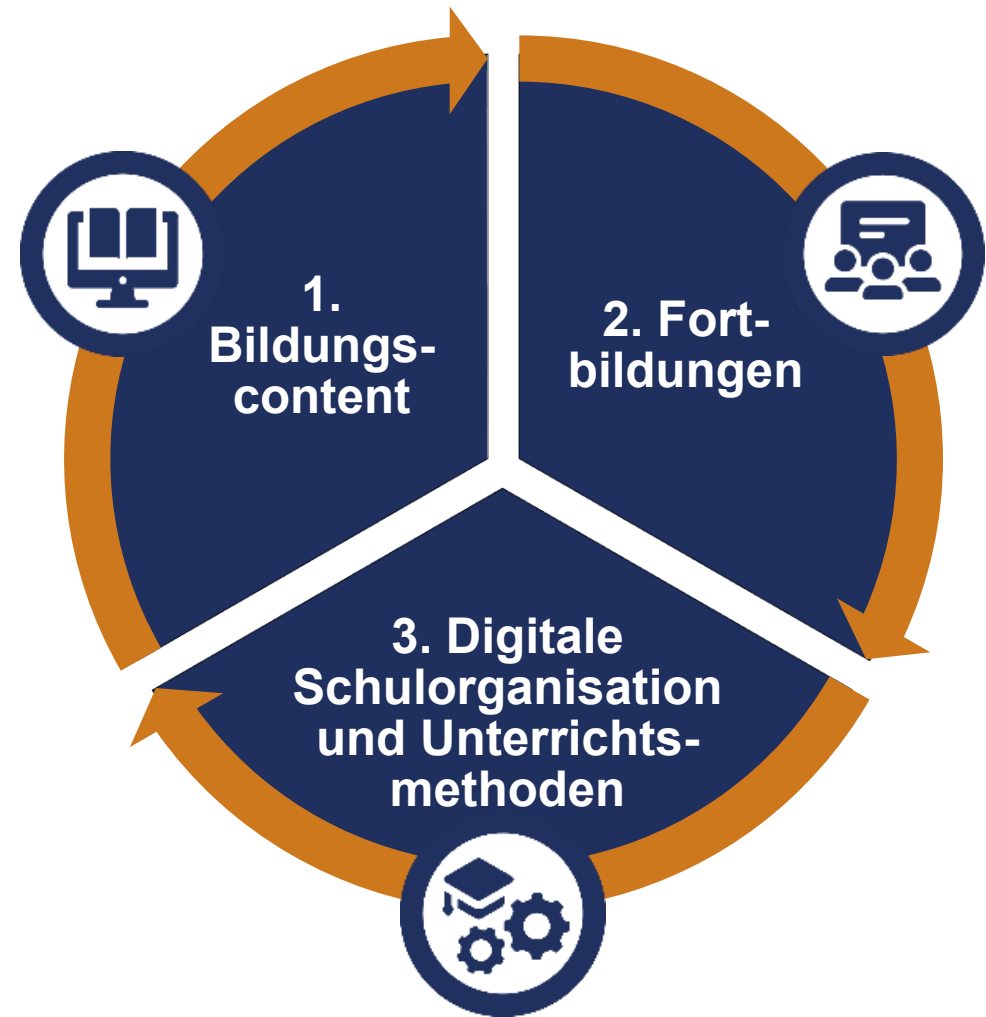 1.
Bildungs-
content
2. Fort-
bildungen
3. Digitale
Schulorganisation
und Unterrichts-
methoden